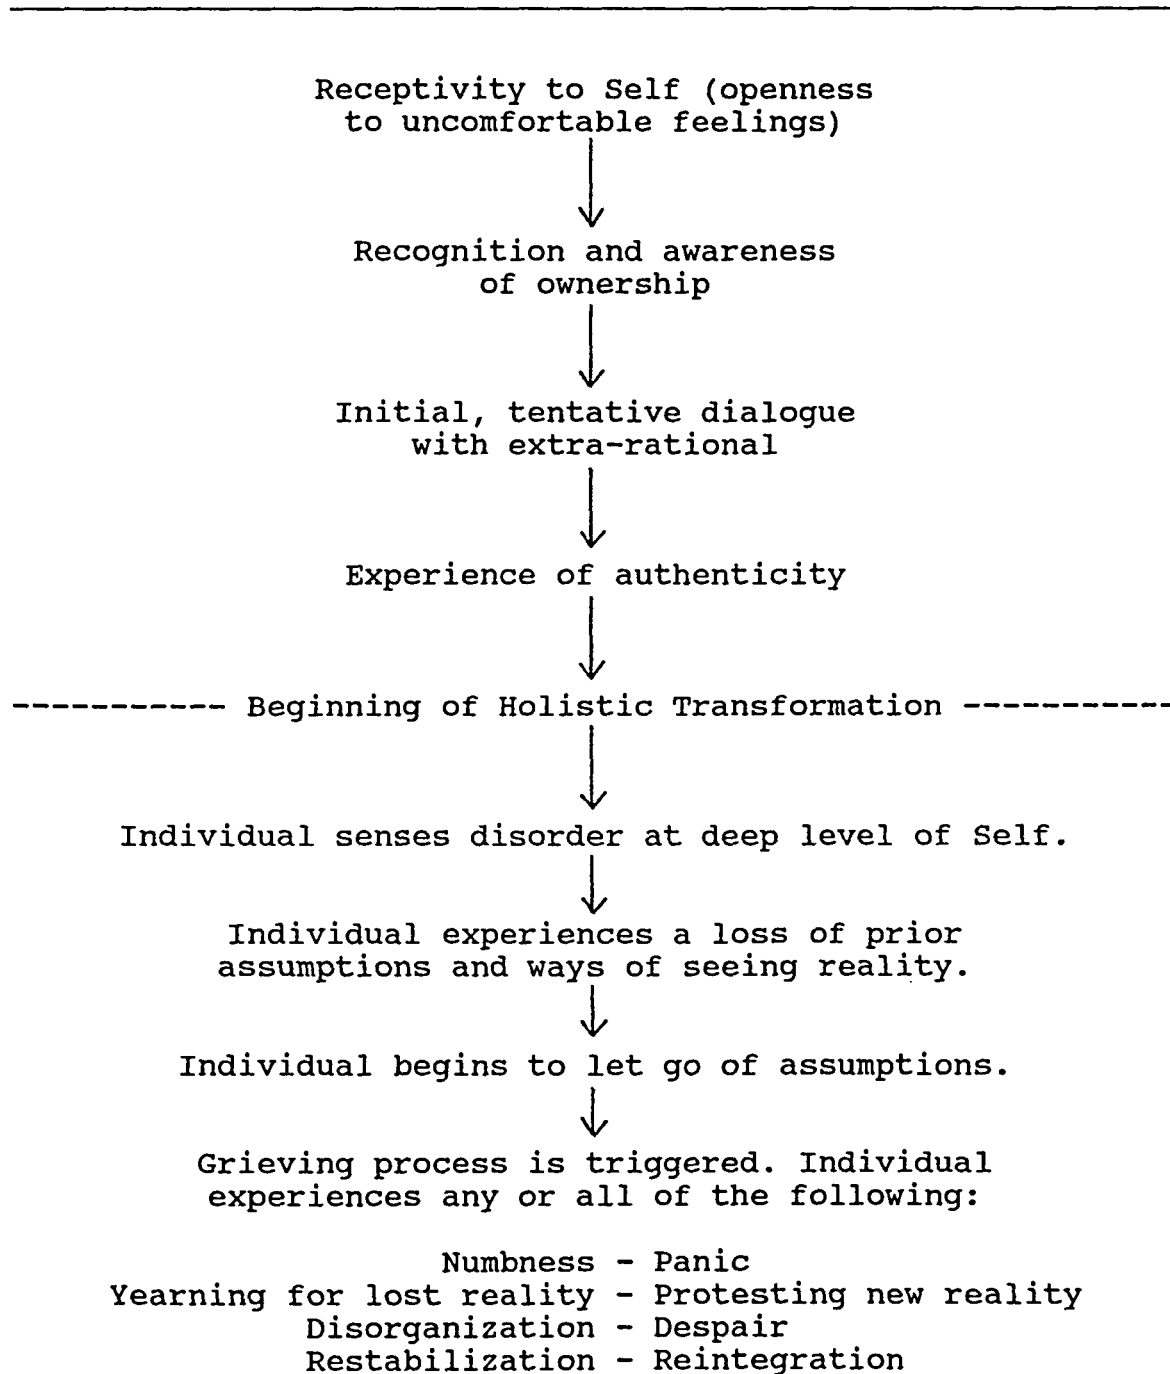 Receptivity to Self (openness
to uncomfortable feelings)
Recognition and awareness
of ownership
Initial, tentative dialogue
with extra-rational
Experience of authenticity
----------- Beginning of Holistic Transformation -----------
Individual senses disorder at deep level of Self.
Individual experiences a loss of prior
assumptions and ways of seeing reality.
Individual begins to let go of assumptions.
Grieving process is triggered. Individual
experiences any or all of the following:
Numbness - Panic
Yearning for lost reality - Protesting new reality
Disorganization - Despair
Restabilization - Reintegration